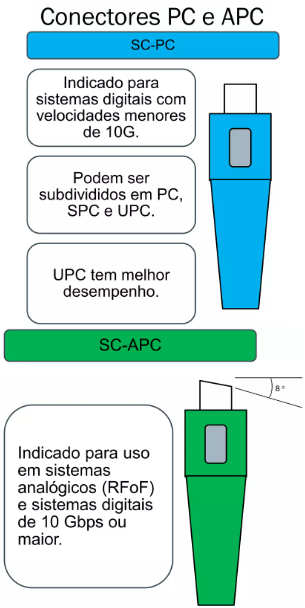 Conectores PC e APC
SC-PC
Indicado para
sistemas digitais com
velocidades menores
de 10G.
Podem ser
subdivididos em PC,
SPC e UPC.
UPC tem melhor
desempenho.
SC-APC
8°
Indicado para uso
em sistemas
analógicos (RFoF)
e sistemas digitais
de 10 Gbps ou
maior.